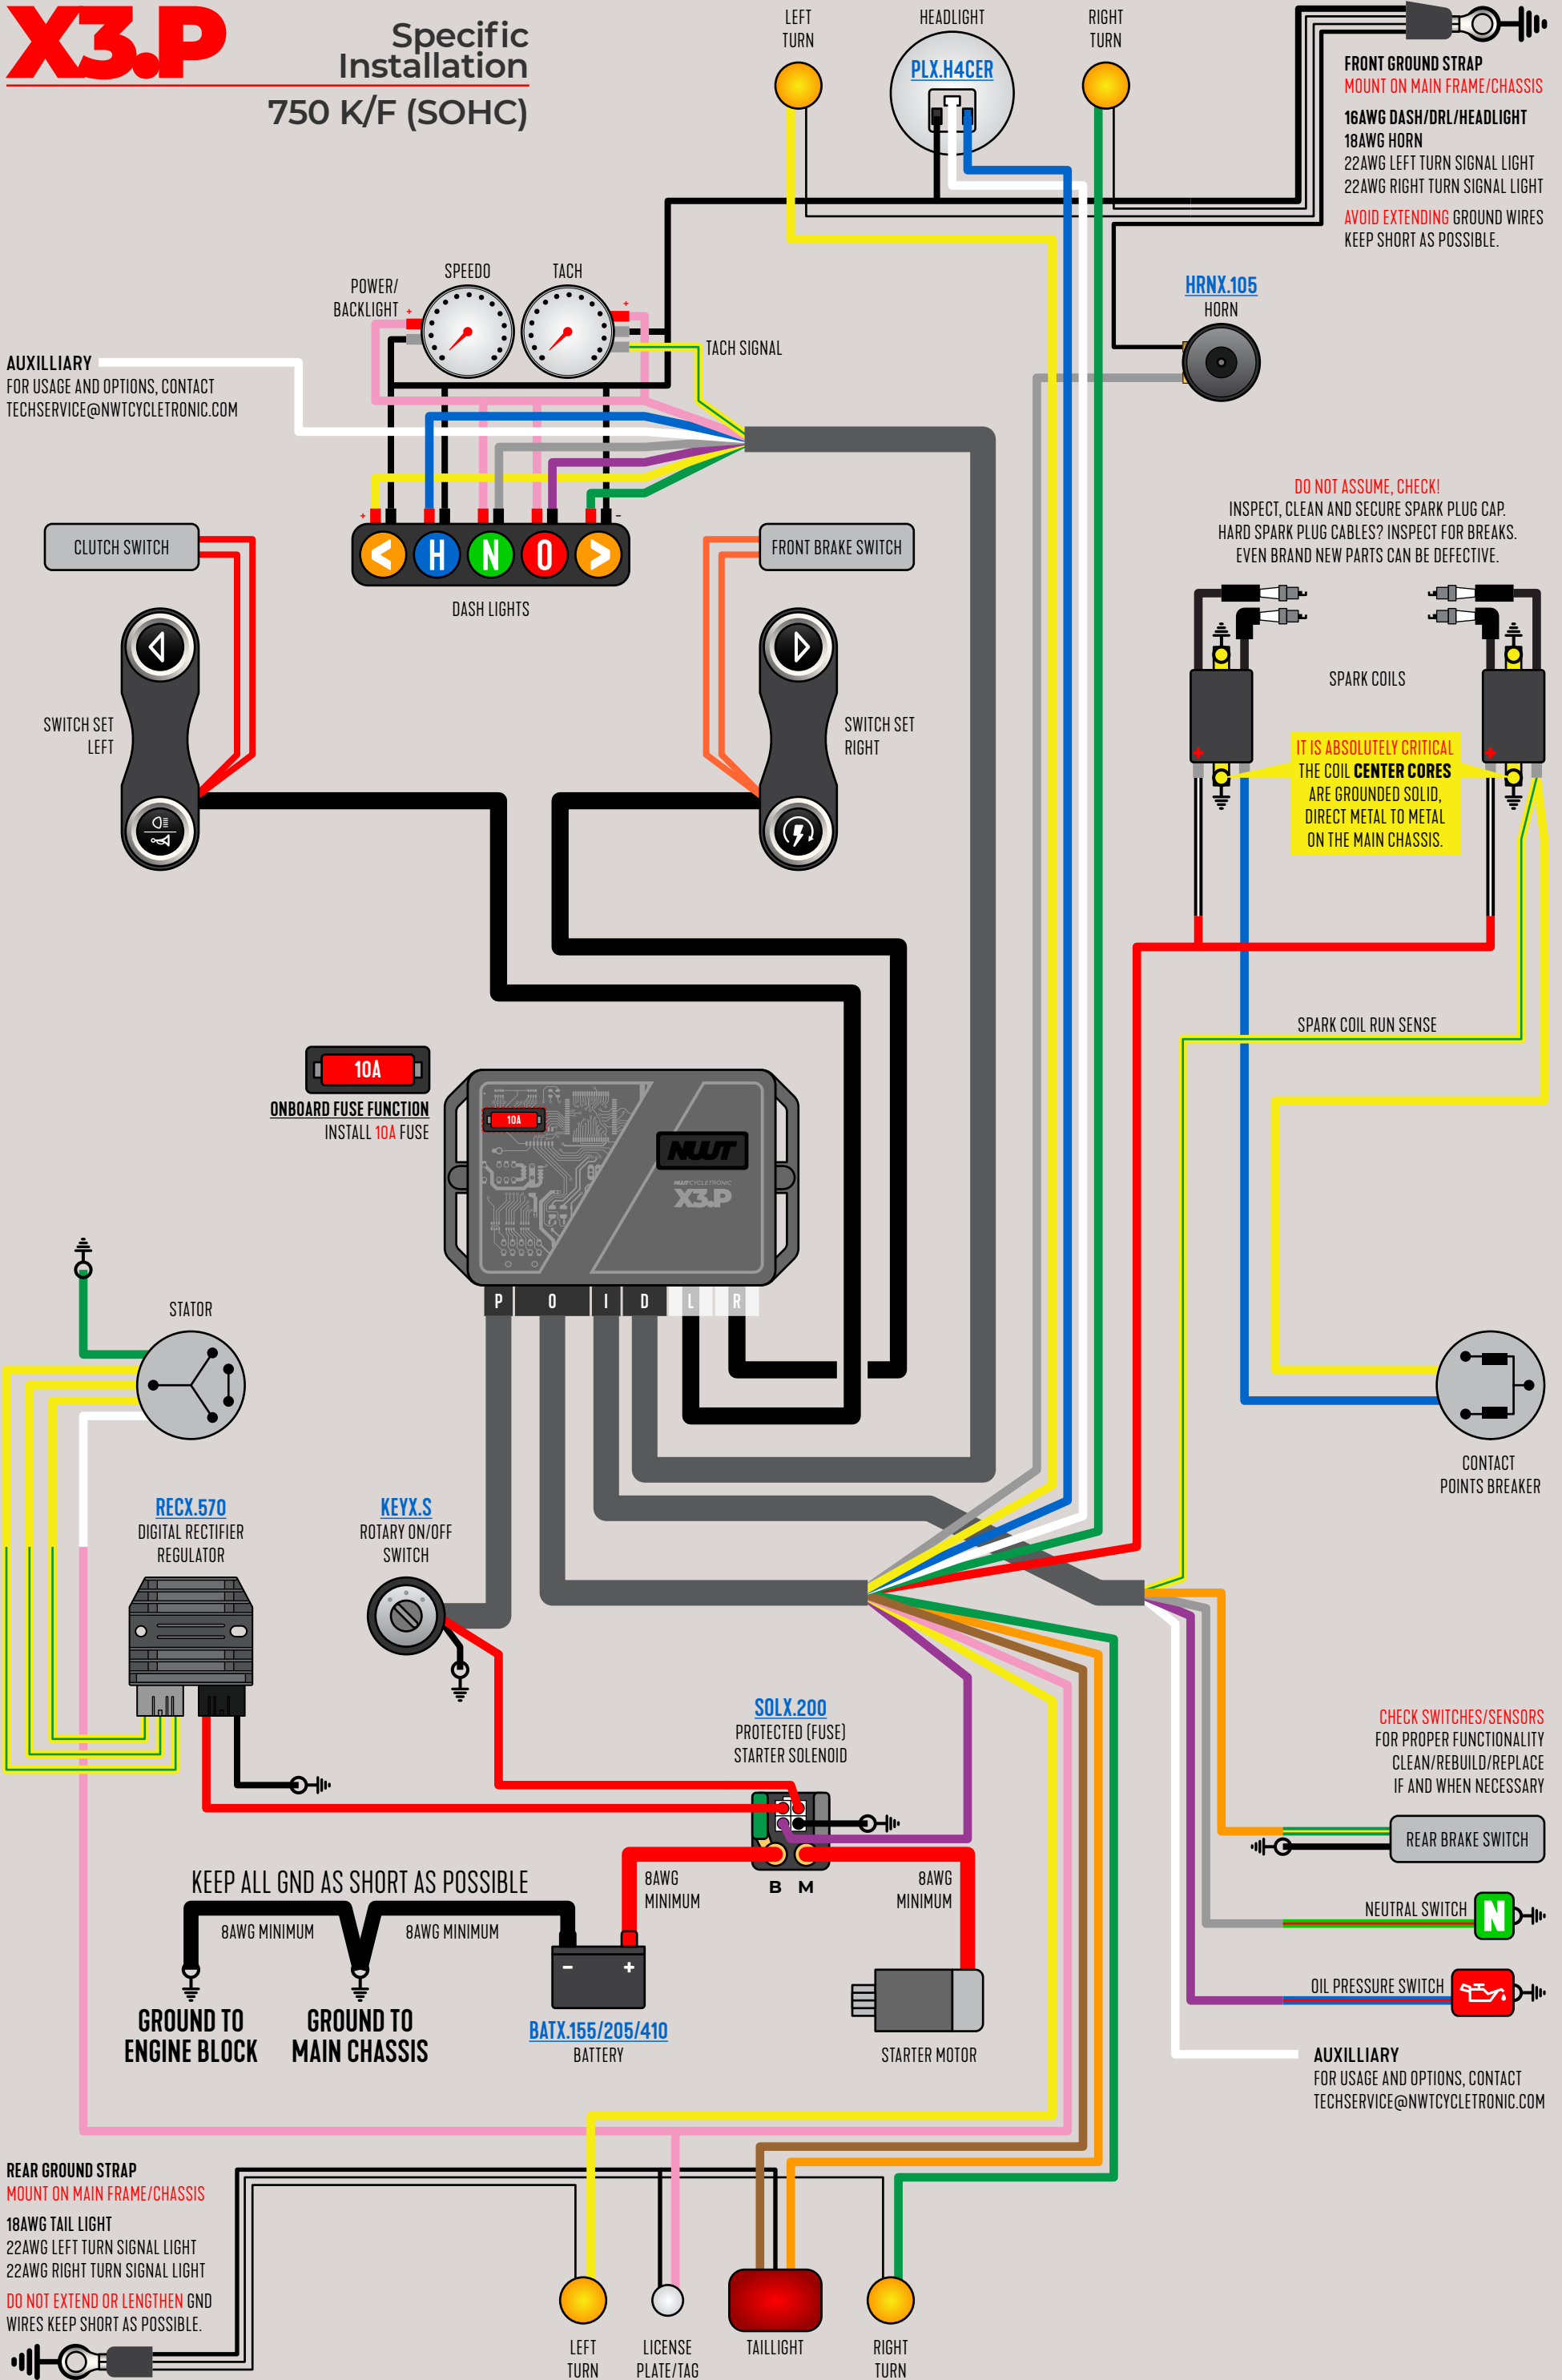 X3.P
Specific
Installation
750 K/F (SOHC)
LEFT
TURN
HEADLIGHT
PLX.H4CER
RIGHT
TURN
FRONT GROUND STRAP
MOUNT ON MAIN FRAME/CHASSIS
16AWG DASH/DRL/HEADLIGHT
18AWG HORN
22AWG LEFT TURN SIGNAL LIGHT
22AWG RIGHT TURN SIGNAL LIGHT
AVOID EXTENDING GROUND WIRES
KEEP SHORT AS POSSIBLE.
POWER/
BACKLIGHT
SPEEDO
TACH
+
+
TACH SIGNAL
HRNX.105
HORN
AUXILLIARY
FOR USAGE AND OPTIONS, CONTACT
TECHSERVICE@NWTCYCLETRONIC.COM
+
-
< H N O >
DASH LIGHTS
CLUTCH SWITCH
FRONT BRAKE SWITCH
SWITCH SET
LEFT
SWITCH SET
RIGHT
DO NOT ASSUME, CHECK!
INSPECT, CLEAN AND SECURE SPARK PLUG CAP.
HARD SPARK PLUG CABLES? INSPECT FOR BREAKS.
EVEN BRAND NEW PARTS CAN BE DEFECTIVE.
SPARK COILS
+
+
IT IS ABSOLUTELY CRITICAL
THE COIL CENTER CORES
ARE GROUNDED SOLID,
DIRECT METAL TO METAL
ON THE MAIN CHASSIS.
SPARK COIL RUN SENSE
10A
ONBOARD FUSE FUNCTION
INSTALL 10A FUSE
10A
NWT
NWT CYCLETRONIC
X3.P
P O I D L R
STATOR
CONTACT
POINTS BREAKER
RECX.570
DIGITAL RECTIFIER
REGULATOR
KEYX.S
ROTARY ON/OFF
SWITCH
SOLX.200
PROTECTED (FUSE)
STARTER SOLENOID
B M
8AWG
MINIMUM
8AWG
MINIMUM
CHECK SWITCHES/SENSORS
FOR PROPER FUNCTIONALITY
CLEAN/REBUILD/REPLACE
IF AND WHEN NECESSARY
REAR BRAKE SWITCH
NEUTRAL SWITCH
N
OIL PRESSURE SWITCH
KEEP ALL GND AS SHORT AS POSSIBLE
8AWG MINIMUM
8AWG MINIMUM
GROUND TO
ENGINE BLOCK
GROUND TO
MAIN CHASSIS
- +
BATX.155/205/410
BATTERY
STARTER MOTOR
AUXILLIARY
FOR USAGE AND OPTIONS, CONTACT
TECHSERVICE@NWTCYCLETRONIC.COM
REAR GROUND STRAP
MOUNT ON MAIN FRAME/CHASSIS
18AWG TAIL LIGHT
22AWG LEFT TURN SIGNAL LIGHT
22AWG RIGHT TURN SIGNAL LIGHT
DO NOT EXTEND OR LENGTHEN GND
WIRES KEEP SHORT AS POSSIBLE.
LEFT
TURN
LICENSE
PLATE/TAG
TAILLIGHT
RIGHT
TURN